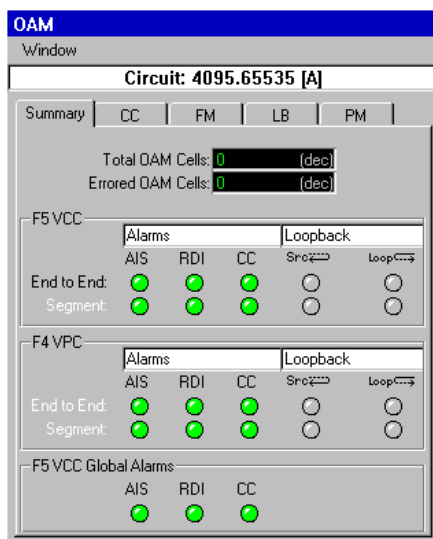 OAM
Window
Circuit: 4095.65535 [A]
Summary CC FM LB PM
Total OAM Cells: 0 (dec)
Errored OAM Cells: 0 (dec)
F5 VCC
Alarms Loopback
AIS RDI CC Src Loop
End to End:
Segment:
F4 VPC
Alarms Loopback
AIS RDI CC Src Loop
End to End:
Segment:
F5 VCC Global Alarms
AIS RDI CC